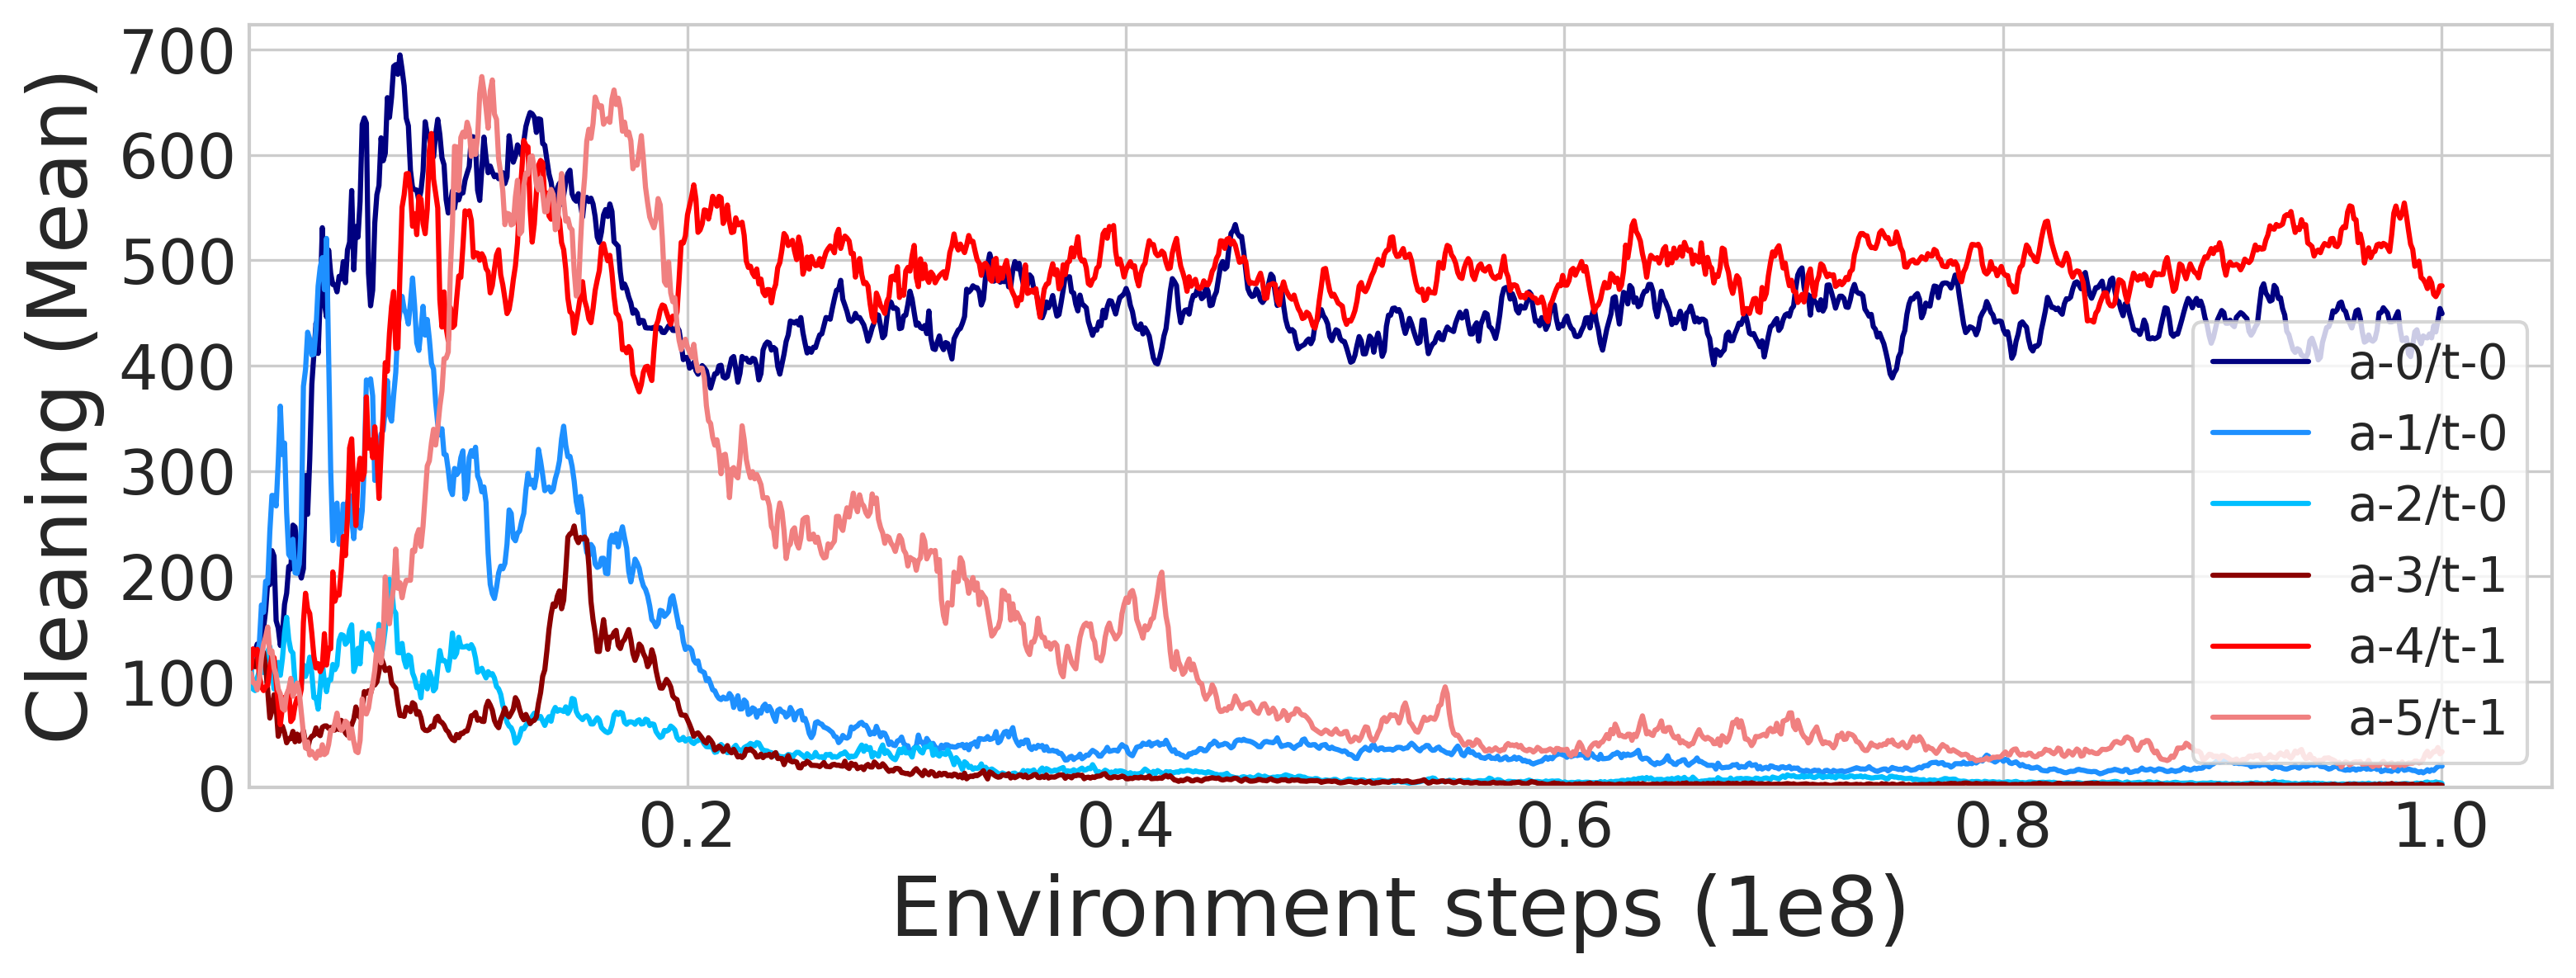 Cleaning (Mean)
700
600
500
400
300
200
100
0
0.2 0.4 0.6 0.8 1.0
Environment steps (1e8)
a-0/t-0
a-1/t-0
a-2/t-0
a-3/t-1
a-4/t-1
a-5/t-1